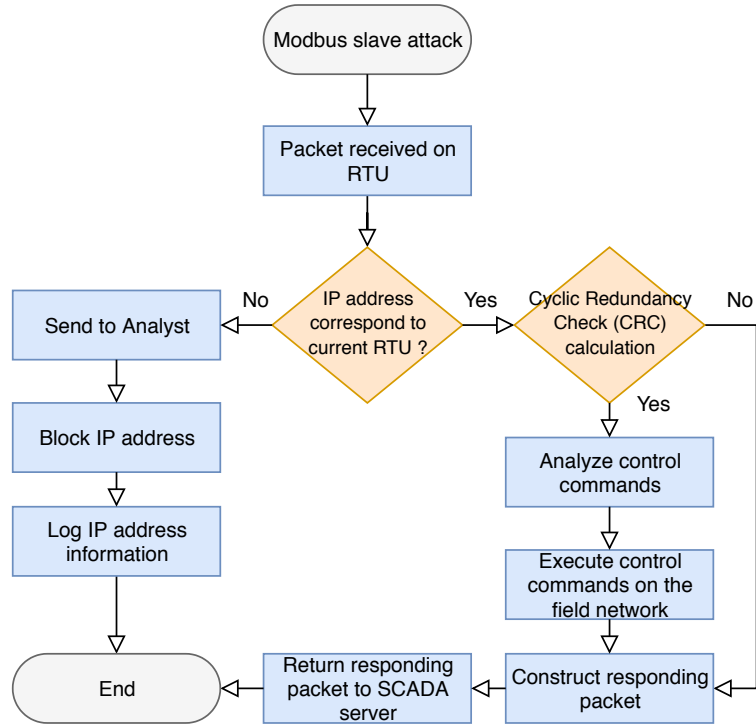 Modbus slave attack
Packet received on
RTU
IP address
correspond to
current RTU ?
No
Yes
Send to Analyst
Block IP address
Log IP address
information
Cyclic Redundancy
Check (CRC)
calculation
No
Yes
Analyze control
commands
Execute control
commands on the
field network
Construct responding
packet
Return responding
packet to SCADA
server
End